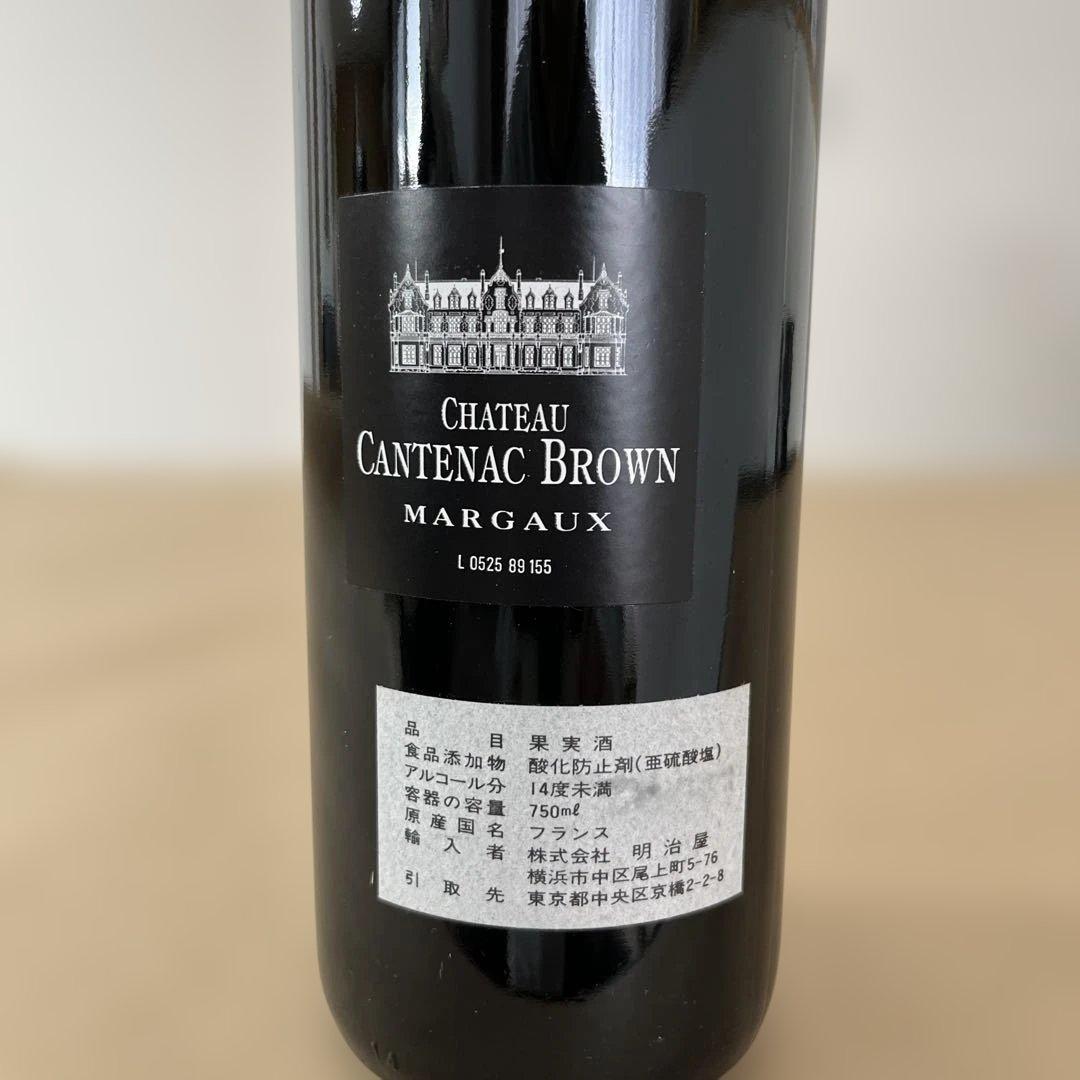 CHATEAU
CANTENAC BROWN
MARGAUX
L 0525 89 155
品目 果実酒
食品添加物 酸化防止剤(亜硫酸塩)
アルコール分 14度未満
容器の容量 750mℓ
原産国名 フランス
輸入者 株式会社 明治屋
横浜市中区尾上町5-76
引取先 東京都中央区京橋2-2-8